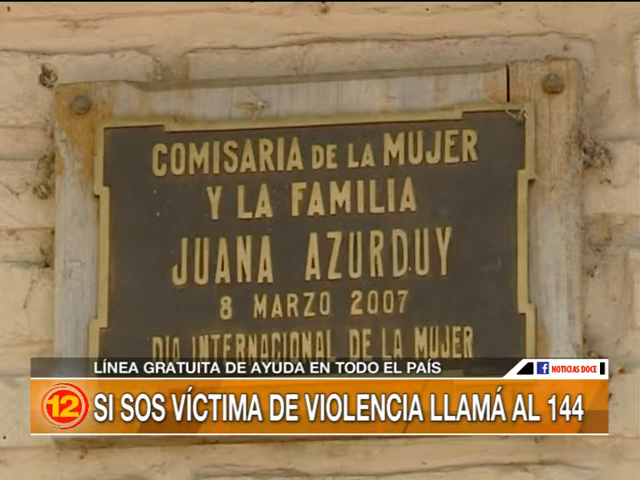 COMISARIA DE LA MUJER
Y LA FAMILIA
JUANA AZURDUY
8 MARZO 2007
DIA INTERNACIONAL DE LA MUJER
LÍNEA GRATUITA DE AYUDA EN TODO EL PAÍS
NOTICIAS DOCE
12
SI SOS VÍCTIMA DE VIOLENCIA LLAMÁ AL 144